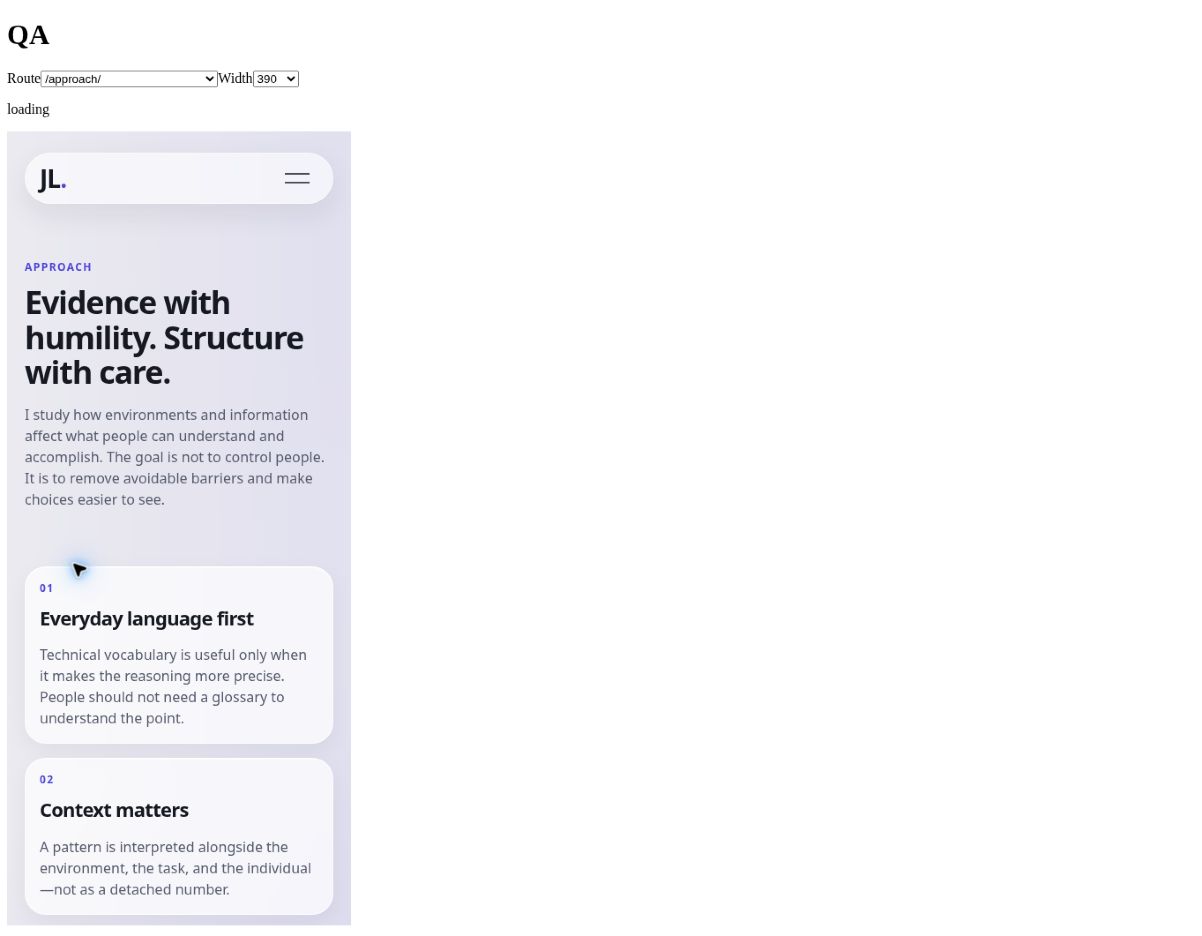 QA
Route /approach/ Width 390
loading
JL.
APPROACH
Evidence with
humility. Structure
with care.
I study how environments and information
affect what people can understand and
accomplish. The goal is not to control people.
It is to remove avoidable barriers and make
choices easier to see.
01
Everyday language first
Technical vocabulary is useful only when
it makes the reasoning more precise.
People should not need a glossary to
understand the point.
02
Context matters
A pattern is interpreted alongside the
environment, the task, and the individual
—not as a detached number.